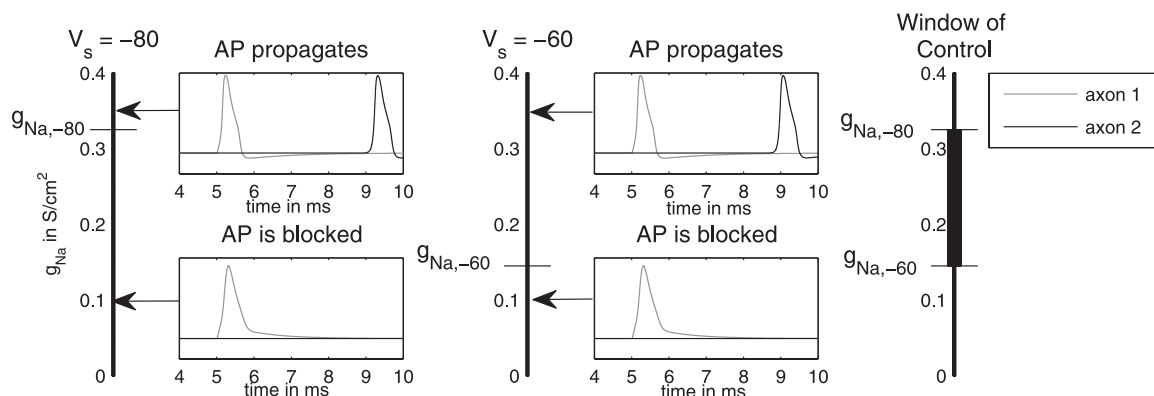 V_s = −80
AP propagates
0.4
g_Na,−80
0.3
0.2
0.1
0
g_Na in S/cm²
4 5 6 7 8 9 10
time in ms
AP is blocked
4 5 6 7 8 9 10
time in ms
V_s = −60
AP propagates
0.4
0.3
0.2
g_Na,−60
0.1
0
4 5 6 7 8 9 10
time in ms
AP is blocked
4 5 6 7 8 9 10
time in ms
Window of
Control
0.4
g_Na,−80
0.3
0.2
g_Na,−60
0.1
0
axon 1
axon 2